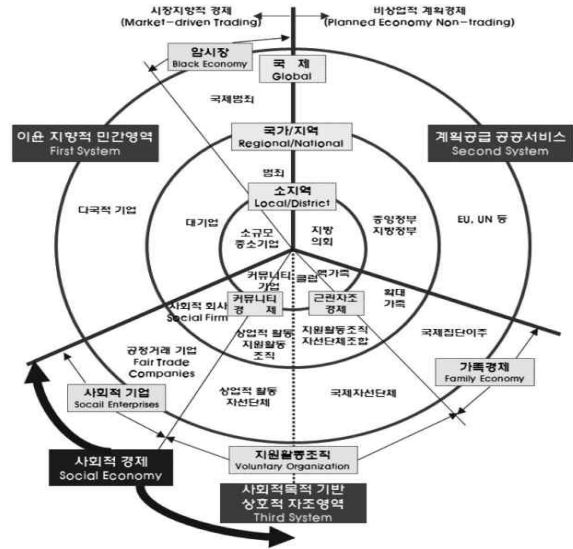 시장지향적 경제
(Market-driven Trading)
비상업적 계획경제
(Planned Economy Non-trading)
암시장
Black Economy
국 제
Global
국제범죄
이윤 지향적 민간영역
First System
국가/지역
Regional/National
계획공급 공공서비스
Second System
범죄
소지역
Local/District
다국적 기업
대기업
소규모
중소기업
지방
의회
중앙정부
지방정부
EU, UN 등
커뮤니티
기업
클럽
핵가족
확대
가족
사회적 회사
Social Firm
커뮤니티
경 제
근린자조
경제
국제집단이주
공정거래 기업
Fair Trade
Companies
상업적 활동
지원활동
조직
지원활동조직
자선단체조합
가족경제
Family Economy
사회적 기업
Socail Enterprises
상업적 활동
자선단체
국제자선단체
사회적 경제
Social Economy
지원활동조직
Voluntary Organization
사회적목적 기반
상호적 자조영역
Third System